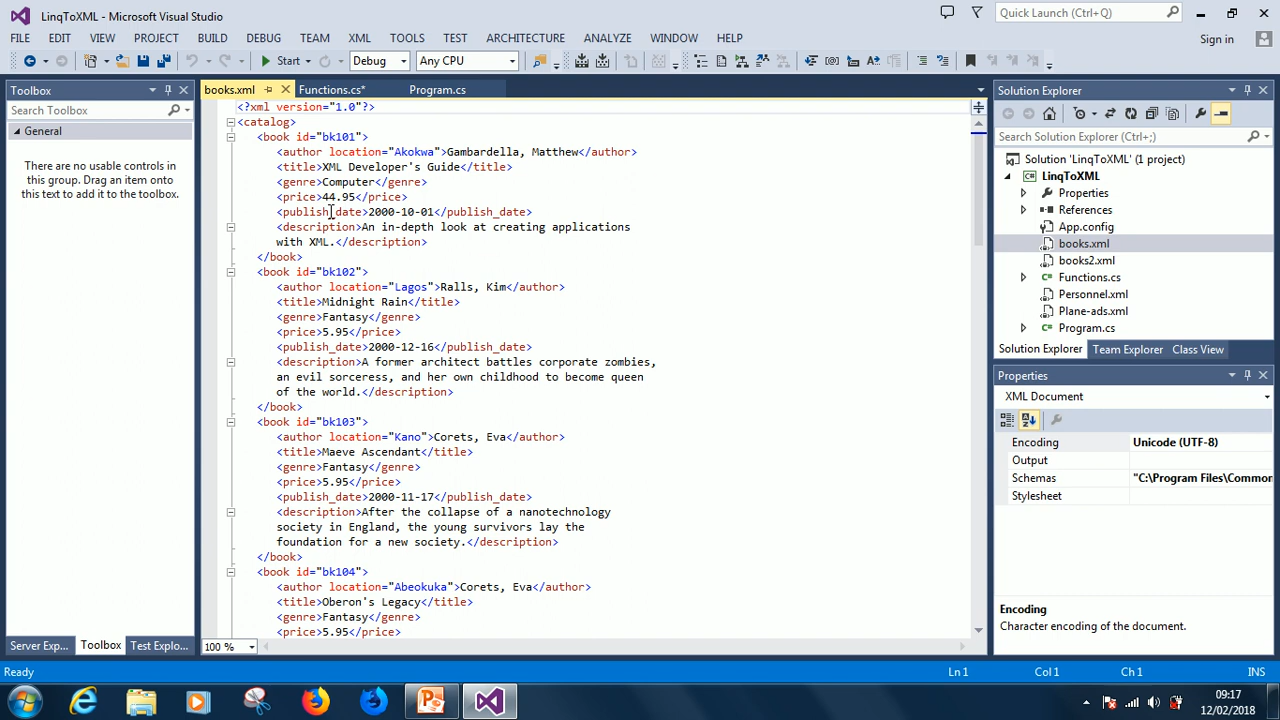 LinqToXML - Microsoft Visual Studio
Quick Launch (Ctrl+Q)
FILE EDIT VIEW PROJECT BUILD DEBUG TEAM XML TOOLS TEST ARCHITECTURE ANALYZE WINDOW HELP
Sign in
Start Debug Any CPU
Toolbox
Search Toolbox
General
There are no usable controls in
this group. Drag an item onto
this text to add it to the toolbox.
Server Exp... Toolbox Test Explo...
books.xml Functions.cs* Program.cs
<?xml version="1.0"?>
<catalog>
<book id="bk101">
<author location="Akokwa">Gambardella, Matthew</author>
<title>XML Developer's Guide</title>
<genre>Computer</genre>
<price>44.95</price>
<publish_date>2000-10-01</publish_date>
<description>An in-depth look at creating applications
with XML.</description>
</book>
<book id="bk102">
<author location="Lagos">Ralls, Kim</author>
<title>Midnight Rain</title>
<genre>Fantasy</genre>
<price>5.95</price>
<publish_date>2000-12-16</publish_date>
<description>A former architect battles corporate zombies,
an evil sorceress, and her own childhood to become queen
of the world.</description>
</book>
<book id="bk103">
<author location="Kano">Corets, Eva</author>
<title>Maeve Ascendant</title>
<genre>Fantasy</genre>
<price>5.95</price>
<publish_date>2000-11-17</publish_date>
<description>After the collapse of a nanotechnology
society in England, the young survivors lay the
foundation for a new society.</description>
</book>
<book id="bk104">
<author location="Abeokuka">Corets, Eva</author>
<title>Oberon's Legacy</title>
<genre>Fantasy</genre>
<price>5.95</price>
100 %
Solution Explorer
Search Solution Explorer (Ctrl+;)
Solution 'LinqToXML' (1 project)
LinqToXML
Properties
References
App.config
books.xml
books2.xml
Functions.cs
Personnel.xml
Plane-ads.xml
Program.cs
Solution Explorer Team Explorer Class View
Properties
XML Document
Encoding Unicode (UTF-8)
Output
Schemas "C:\Program Files\Common
Stylesheet
Encoding
Character encoding of the document.
Ready Ln 1 Col 1 Ch 1 INS
09:17
12/02/2018